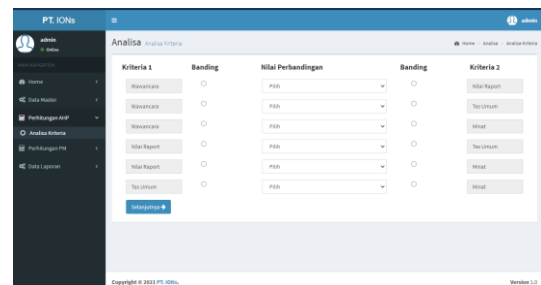 PT. IONs
admin
admin
Online
Analisa Analisa Kriteria
Home Analisa Analisa Kriteria
MAIN NAVIGATION
Home
Data Master
Perhitungan AHP
Analisa Kriteria
Perhitungan PM
Data Laporan
Kriteria 1 Banding Nilai Perbandingan Banding Kriteria 2
Wawancara Pilih Nilai Raport
Wawancara Pilih Tes Umum
Wawancara Pilih Minat
Nilai Raport Pilih Tes Umum
Nilai Raport Pilih Minat
Tes Umum Pilih Minat
Selanjutnya
Copyright © 2023 PT. IONs. Version 1.0